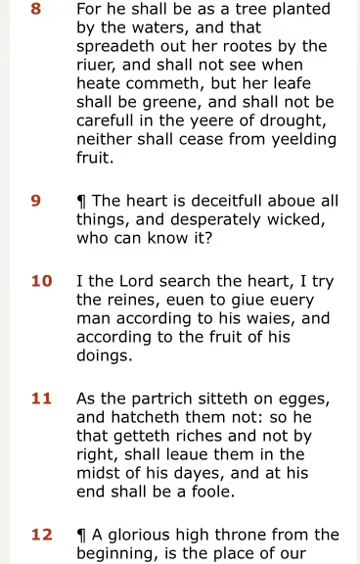 8 For he shall be as a tree planted
by the waters, and that
spreadeth out her rootes by the
riuer, and shall not see when
heate commeth, but her leafe
shall be greene, and shall not be
carefull in the yeere of drought,
neither shall cease from yeelding
fruit.
9 ¶ The heart is deceitfull aboue all
things, and desperately wicked,
who can know it?
10 I the Lord search the heart, I try
the reines, euen to giue euery
man according to his waies, and
according to the fruit of his
doings.
11 As the partrich sitteth on egges,
and hatcheth them not: so he
that getteth riches and not by
right, shall leaue them in the
midst of his dayes, and at his
end shall be a foole.
12 ¶ A glorious high throne from the
beginning, is the place of our